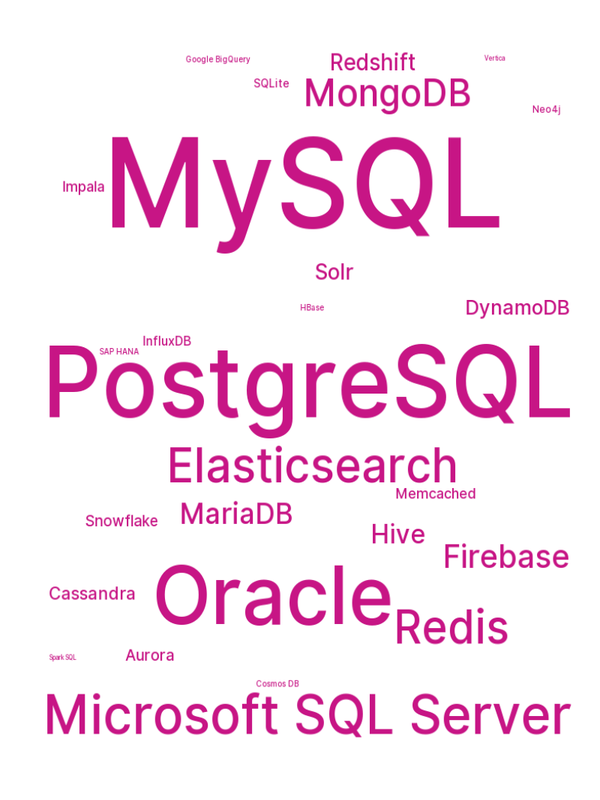 Google BigQuery
Redshift
Vertica
SQLite
MongoDB
Neo4j
MySQL
Impala
Solr
HBase
DynamoDB
InfluxDB
SAP HANA
PostgreSQL
Elasticsearch
Memcached
MariaDB
Snowflake
Hive
Firebase
Cassandra
Oracle
Redis
Aurora
Spark SQL
Cosmos DB
Microsoft SQL Server